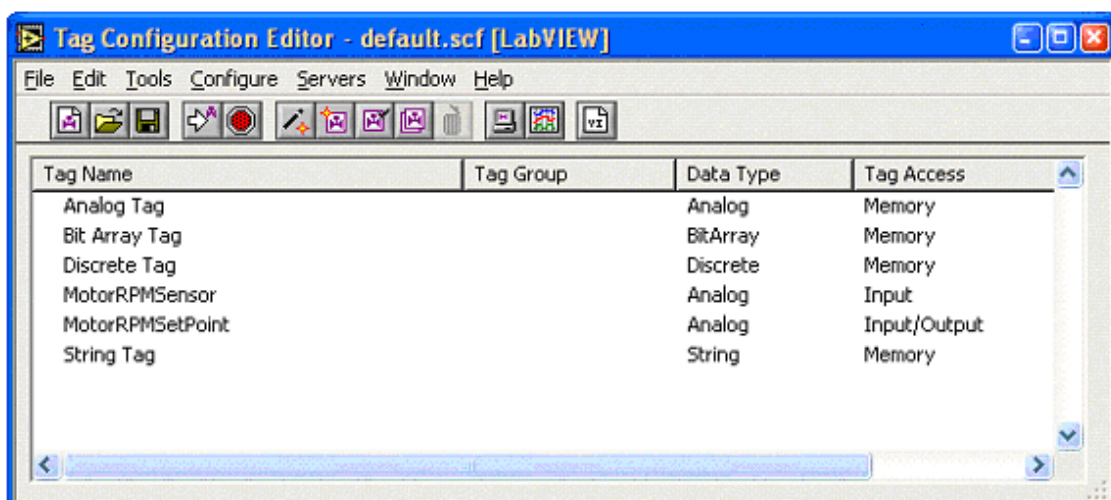 Tag Configuration Editor - default.scf [LabVIEW]
File Edit Tools Configure Servers Window Help
VI
Tag Name Tag Group Data Type Tag Access
Analog Tag Analog Memory
Bit Array Tag BitArray Memory
Discrete Tag Discrete Memory
MotorRPMSensor Analog Input
MotorRPMSetPoint Analog Input/Output
String Tag String Memory